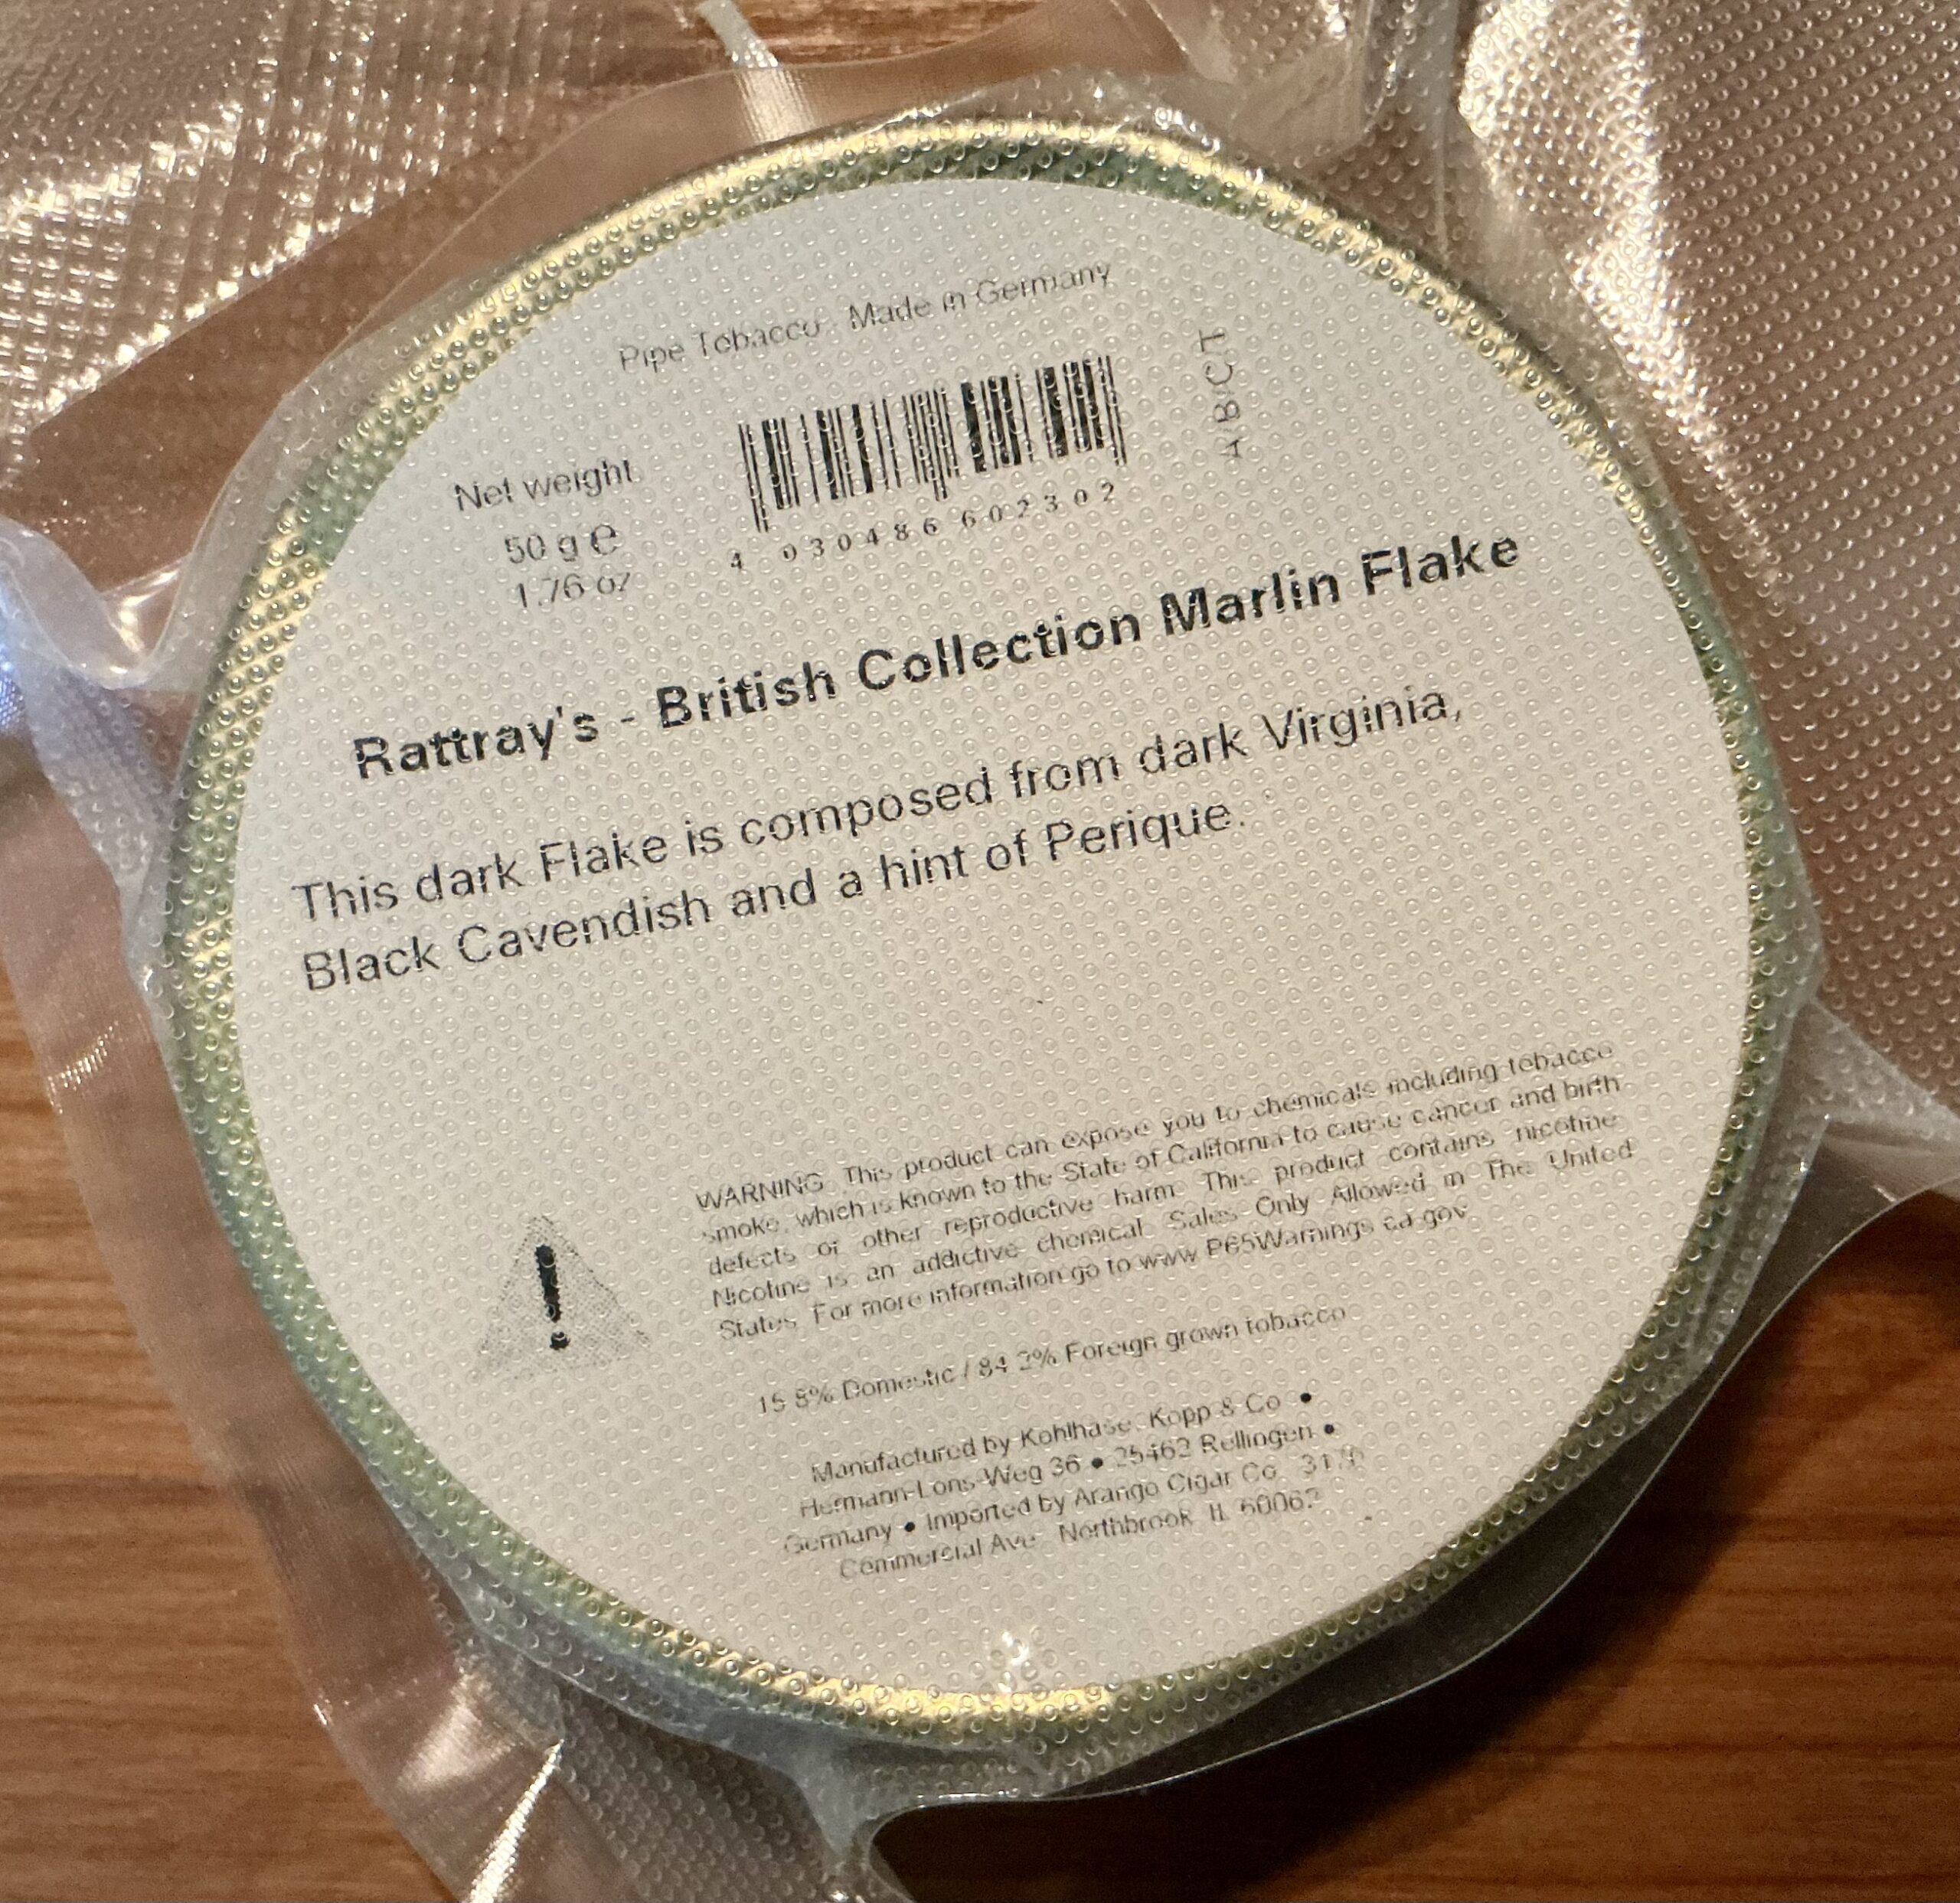 Pipe Tobacco. Made in Germany
ABCT
Net weight
50 g e
1.76 oz
4 030486 602302
Rattray's - British Collection Marlin Flake
This dark Flake is composed from dark Virginia,
Black Cavendish and a hint of Perique.
WARNING: This product can expose you to chemicals including tobacco
smoke, which is known to the State of California to cause cancer and birth
defects or other reproductive harm. This product contains nicotine.
Nicotine is an addictive chemical. Sales Only Allowed in The United
States. For more information go to www.P65Warnings.ca.gov
!
15.8% Domestic / 84.2% Foreign grown tobacco
Manufactured by Kohlhase, Kopp & Co. •
Hermann-Löns-Weg 36 • 25462 Rellingen •
Germany • Imported by Arango Cigar Co.
Commercial Ave. Northbrook IL 60062